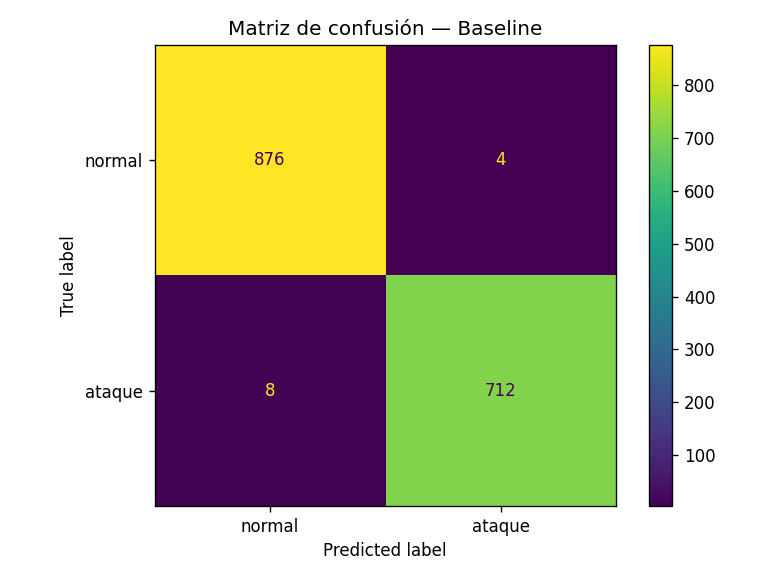 Matriz de confusión — Baseline
True label
normal
876
4
ataque
8
712
normal
ataque
Predicted label
800
700
600
500
400
300
200
100